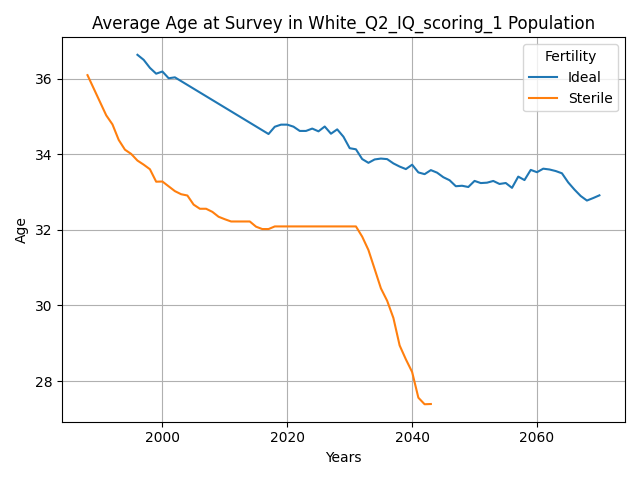 Average Age at Survey in White_Q2_IQ_scoring_1 Population
Fertility
Ideal
Sterile
36
34
32
30
28
Age
2000
2020
2040
2060
Years